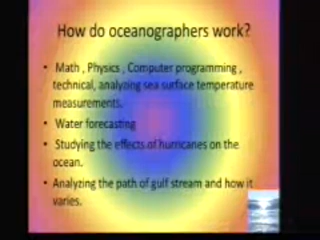 How do oceanographers work?
• Math , Physics , Computer programming ,
technical, analyzing sea surface temperature
measurements.
• Water forecasting
• Studying the effects of hurricanes on the
ocean.
• Analyzing the path of gulf stream and how it
varies.